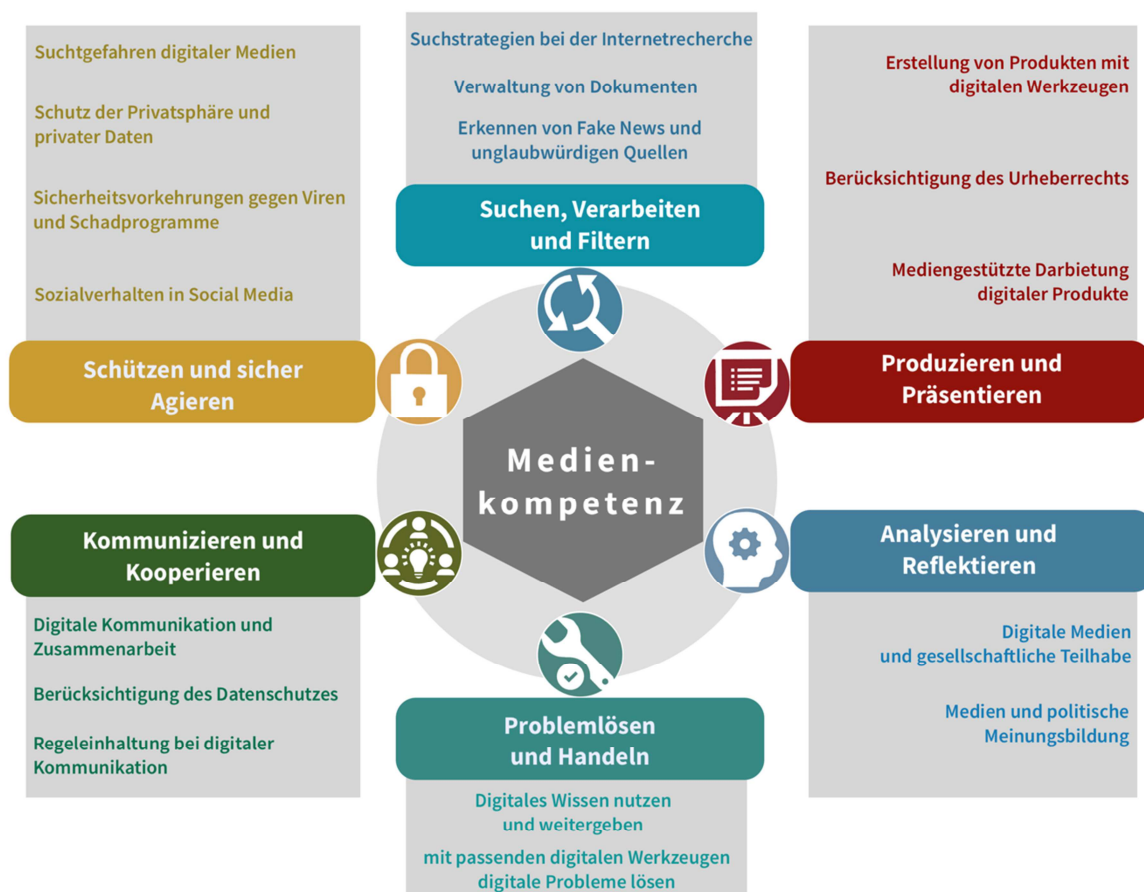 Suchtgefahren digitaler Medien
Schutz der Privatsphäre und
privater Daten
Sicherheitsvorkehrungen gegen Viren
und Schadprogramme
Sozialverhalten in Social Media
Schützen und sicher
Agieren
Suchstrategien bei der Internetrecherche
Verwaltung von Dokumenten
Erkennen von Fake News und
unglaubwürdigen Quellen
Suchen, Verarbeiten
und Filtern
Erstellung von Produkten mit
digitalen Werkzeugen
Berücksichtigung des Urheberrechts
Mediengestützte Darbietung
digitaler Produkte
Produzieren und
Präsentieren
Medien-
kompetenz
Kommunizieren und
Kooperieren
Digitale Kommunikation und
Zusammenarbeit
Berücksichtigung des Datenschutzes
Regeleinhaltung bei digitaler
Kommunikation
Problemlösen
und Handeln
Digitales Wissen nutzen
und weitergeben
mit passenden digitalen Werkzeugen
digitale Probleme lösen
Analysieren und
Reflektieren
Digitale Medien
und gesellschaftliche Teilhabe
Medien und politische
Meinungsbildung